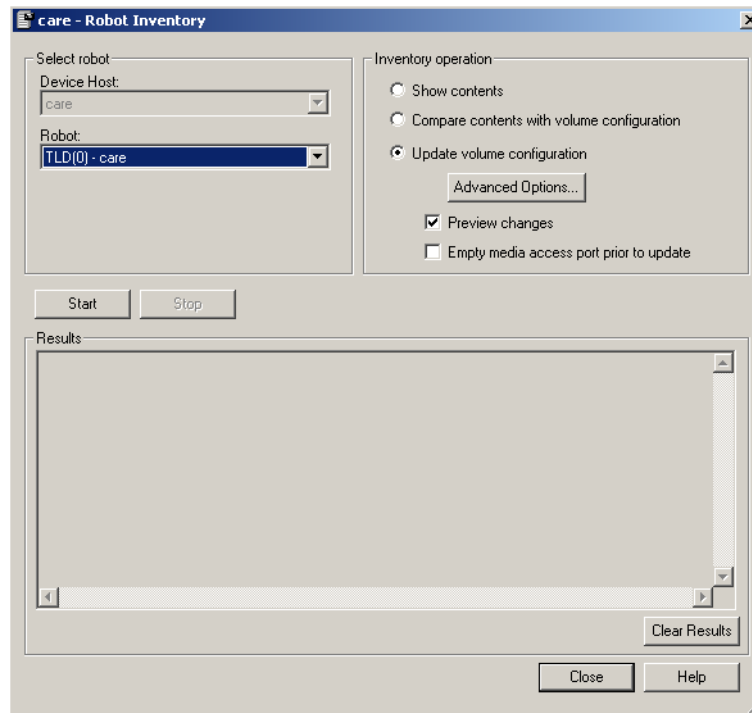 care - Robot Inventory
Select robot
Device Host:
care
Robot:
TLD(0) - care
Inventory operation
Show contents
Compare contents with volume configuration
Update volume configuration
Advanced Options...
Preview changes
Empty media access port prior to update
Start
Stop
Results
Clear Results
Close
Help